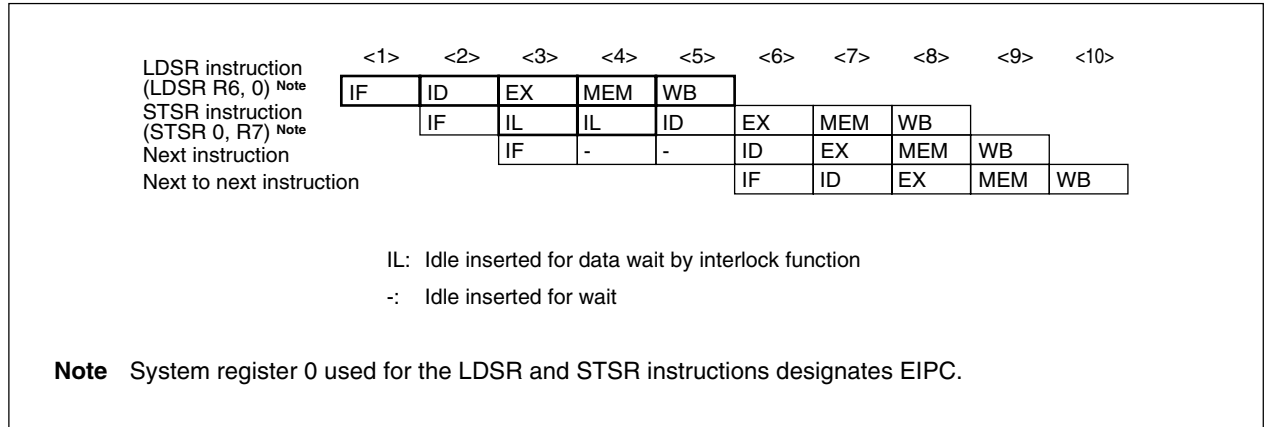 <1> <2> <3> <4> <5> <6> <7> <8> <9> <10>
LDSR instruction
(LDSR R6, 0) Note IF ID EX MEM WB
STSR instruction
(STSR 0, R7) Note IF IL IL ID EX MEM WB
Next instruction IF - - ID EX MEM WB
Next to next instruction IF ID EX MEM WB
IL: Idle inserted for data wait by interlock function
-: Idle inserted for wait
Note System register 0 used for the LDSR and STSR instructions designates EIPC.